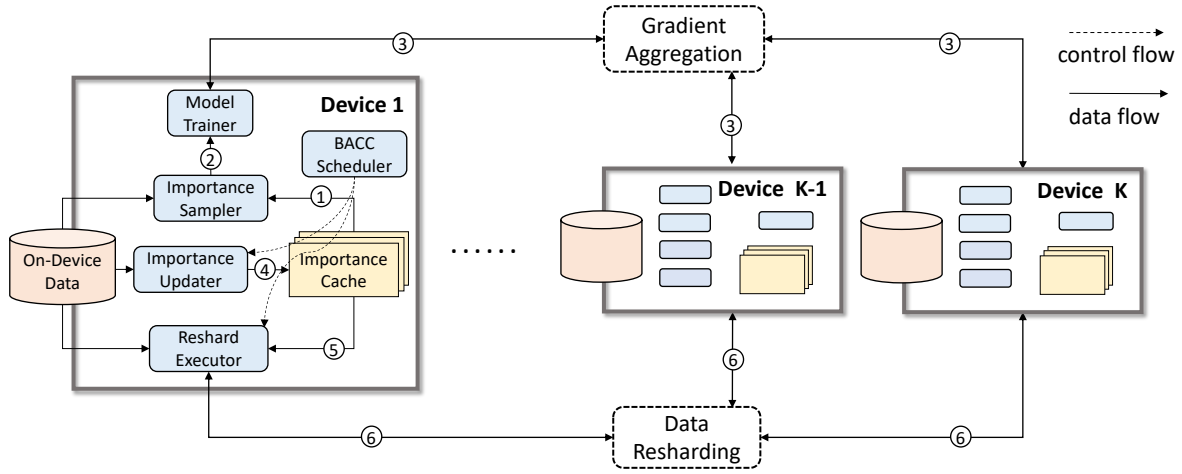 Gradient
Aggregation
③
③
③
control flow
data flow
Device 1
Model
Trainer
BACC
Scheduler
②
Importance
Sampler
①
On-Device
Data
Importance
Updater
④
Importance
Cache
Reshard
Executor
⑤
......
Device K-1
Device K
⑥
⑥
⑥
Data
Resharding